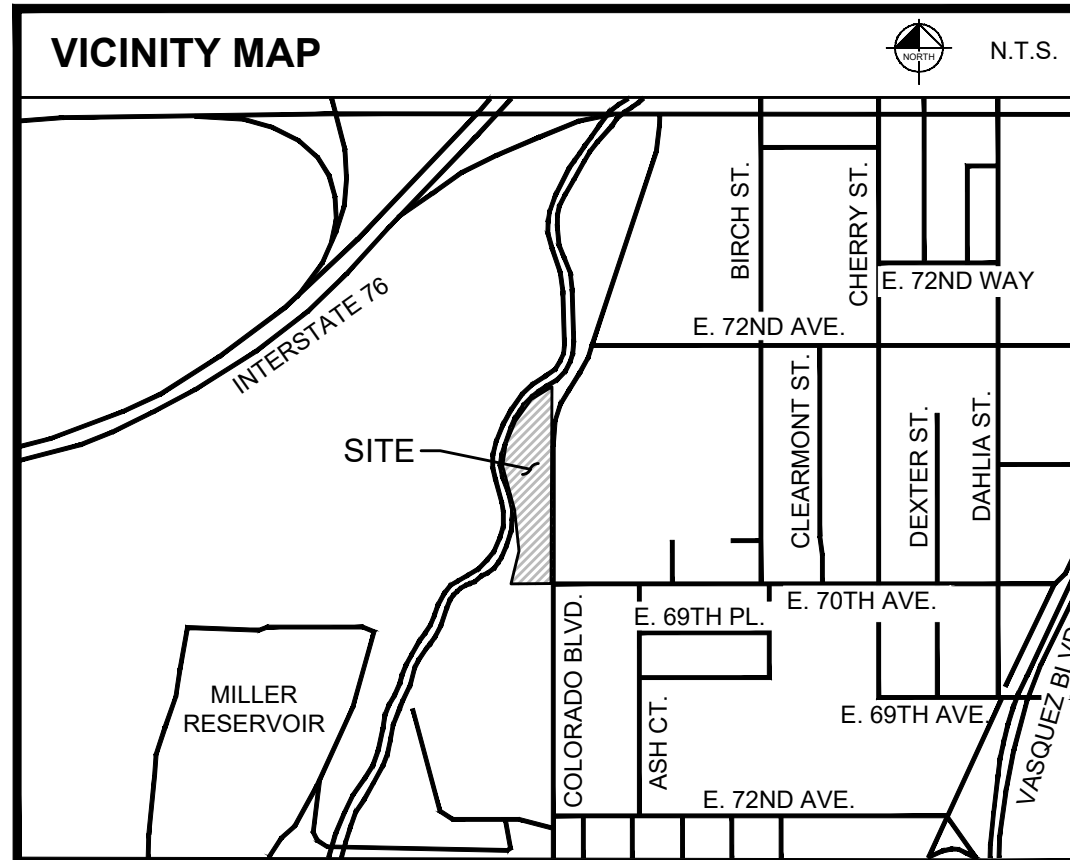 VICINITY MAP
NORTH
N.T.S.
BIRCH ST.
CHERRY ST.
E. 72ND WAY
INTERSTATE 76
E. 72ND AVE.
CLEARMONT ST.
DEXTER ST.
DAHLIA ST.
SITE
E. 70TH AVE.
E. 69TH PL.
COLORADO BLVD.
ASH CT.
MILLER
RESERVOIR
E. 69TH AVE.
VASQUEZ BLVD
E. 72ND AVE.